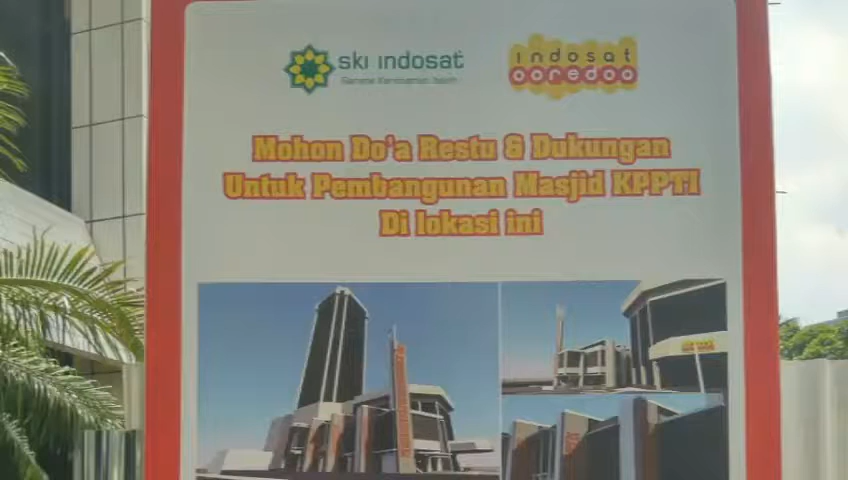 ski indosat
indosat
ooredoo
Mohon Do'a Restu & Dukungan
Untuk Pembangunan Masjid KPPTI
Di lokasi ini